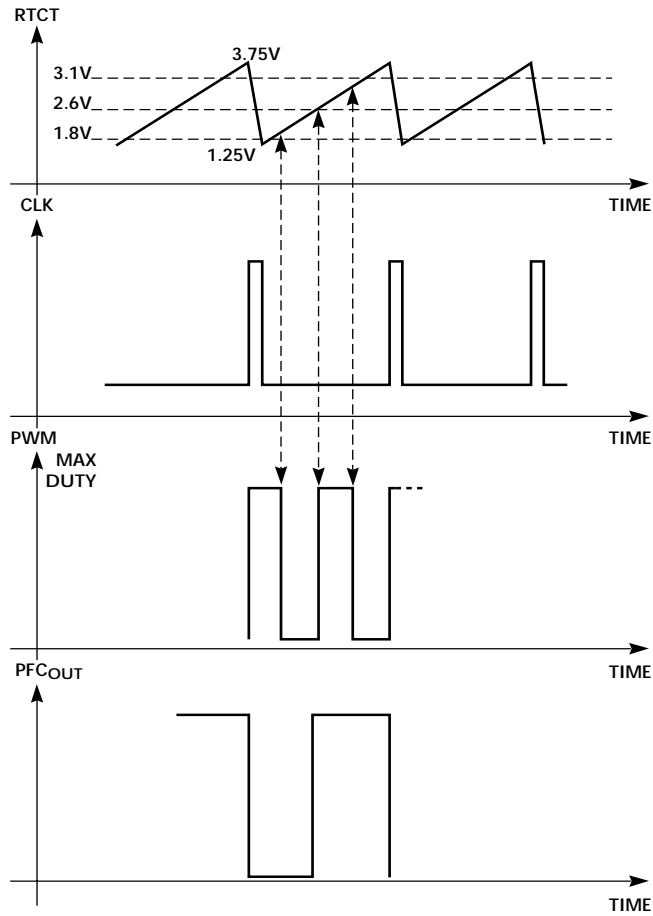 RTCT
3.75V
3.1V
2.6V
1.8V
1.25V
TIME
CLK
TIME
PWM
MAX
DUTY
TIME
PFCOUT
TIME